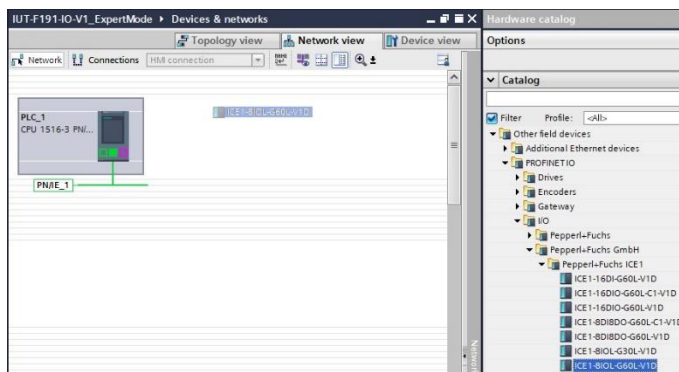 IUT-F191-IO-V1_ExpertMode ▸ Devices & networks
Topology view
Network view
Device view
Network
Connections
HMI connection
PLC_1
CPU 1516-3 PN/...
ICE1-8IOL-G60L-V1D
PN/IE_1
Network
Hardware catalog
Options
Catalog
Filter
Profile:
<All>
Other field devices
Additional Ethernet devices
PROFINET IO
Drives
Encoders
Gateway
I/O
Pepperl+Fuchs
Pepperl+Fuchs GmbH
Pepperl+Fuchs ICE1
ICE1-16DI-G60L-V1D
ICE1-16DIO-G60L-C1-V1D
ICE1-16DIO-G60L-V1D
ICE1-8DI8DO-G60L-C1-V1D
ICE1-8DI8DO-G60L-V1D
ICE1-8IOL-G30L-V1D
ICE1-8IOL-G60L-V1D